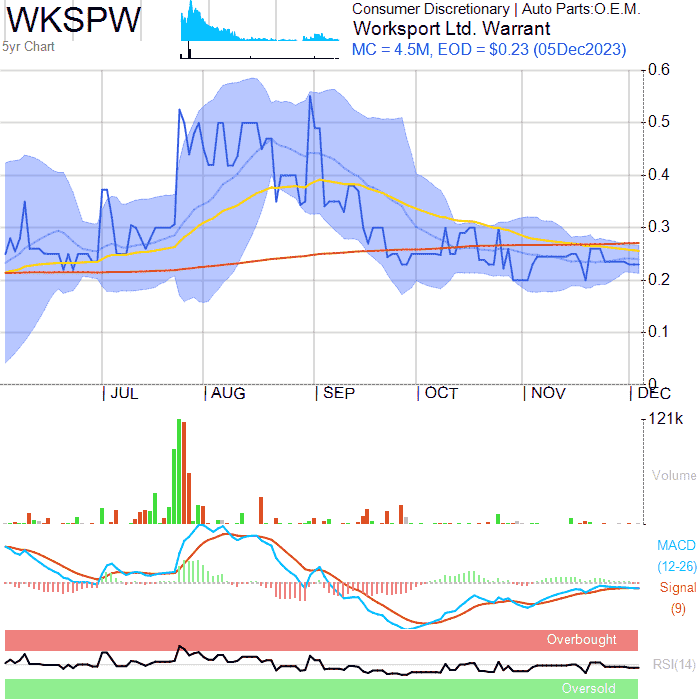 WKSPW
5yr Chart
Consumer Discretionary | Auto Parts:O.E.M.
Worksport Ltd. Warrant
MC = 4.5M, EOD = $0.23 (05Dec2023)
0.6
0.5
0.4
0.3
0.2
0.1
0
JUL AUG SEP OCT NOV DEC
121k
Volume
MACD
(12-26)
Signal
(9)
Overbought
RSI(14)
Oversold